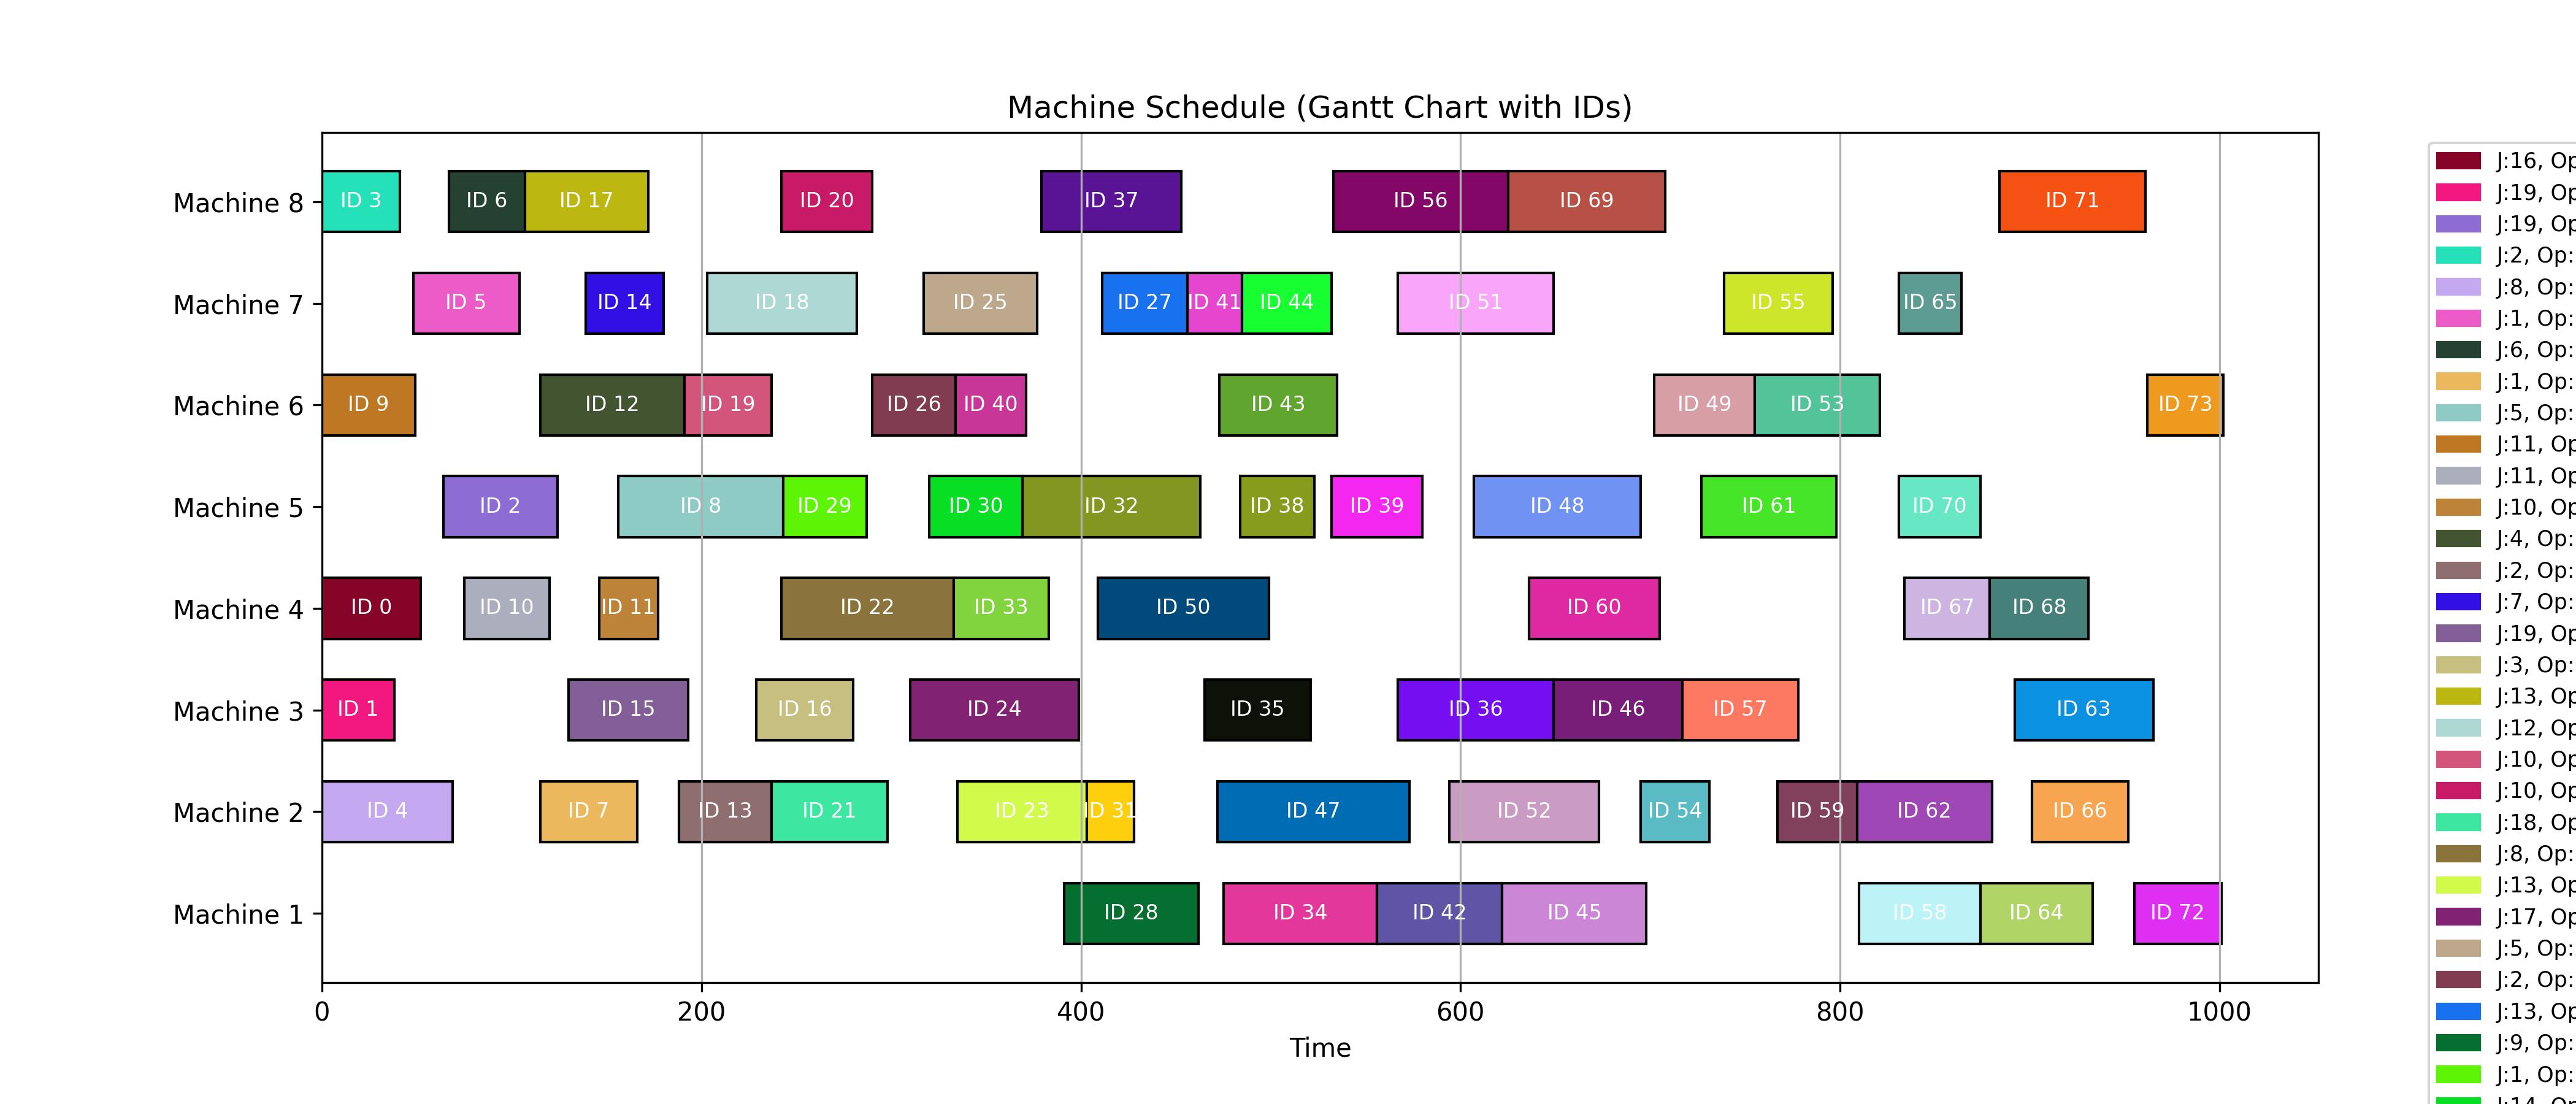 Machine Schedule (Gantt Chart with IDs)
Machine 8
ID 3 ID 6 ID 17 ID 20 ID 37 ID 56 ID 69 ID 71
Machine 7
ID 5 ID 14 ID 18 ID 25 ID 27 ID 41 ID 44 ID 51 ID 55 ID 65
Machine 6
ID 9 ID 12 ID 19 ID 26 ID 40 ID 43 ID 49 ID 53 ID 73
Machine 5
ID 2 ID 8 ID 29 ID 30 ID 32 ID 38 ID 39 ID 48 ID 61 ID 70
Machine 4
ID 0 ID 10 ID 11 ID 22 ID 33 ID 50 ID 60 ID 67 ID 68
Machine 3
ID 1 ID 15 ID 16 ID 24 ID 35 ID 36 ID 46 ID 57 ID 63
Machine 2
ID 4 ID 7 ID 13 ID 21 ID 23 ID 31 ID 47 ID 52 ID 54 ID 59 ID 62 ID 66
Machine 1
ID 28 ID 34 ID 42 ID 45 ID 58 ID 64 ID 72
0 200 400 600 800 1000
Time
J:16, Op
J:19, Op
J:19, Op
J:2, Op:
J:8, Op:
J:1, Op:
J:6, Op:
J:1, Op:
J:5, Op:
J:11, Op
J:11, Op
J:10, Op
J:4, Op:
J:2, Op:
J:7, Op:
J:19, Op
J:3, Op:
J:13, Op
J:12, Op
J:10, Op
J:10, Op
J:18, Op
J:8, Op:
J:13, Op
J:17, Op
J:5, Op:
J:2, Op:
J:13, Op
J:9, Op:
J:1, Op:
J:14, Op